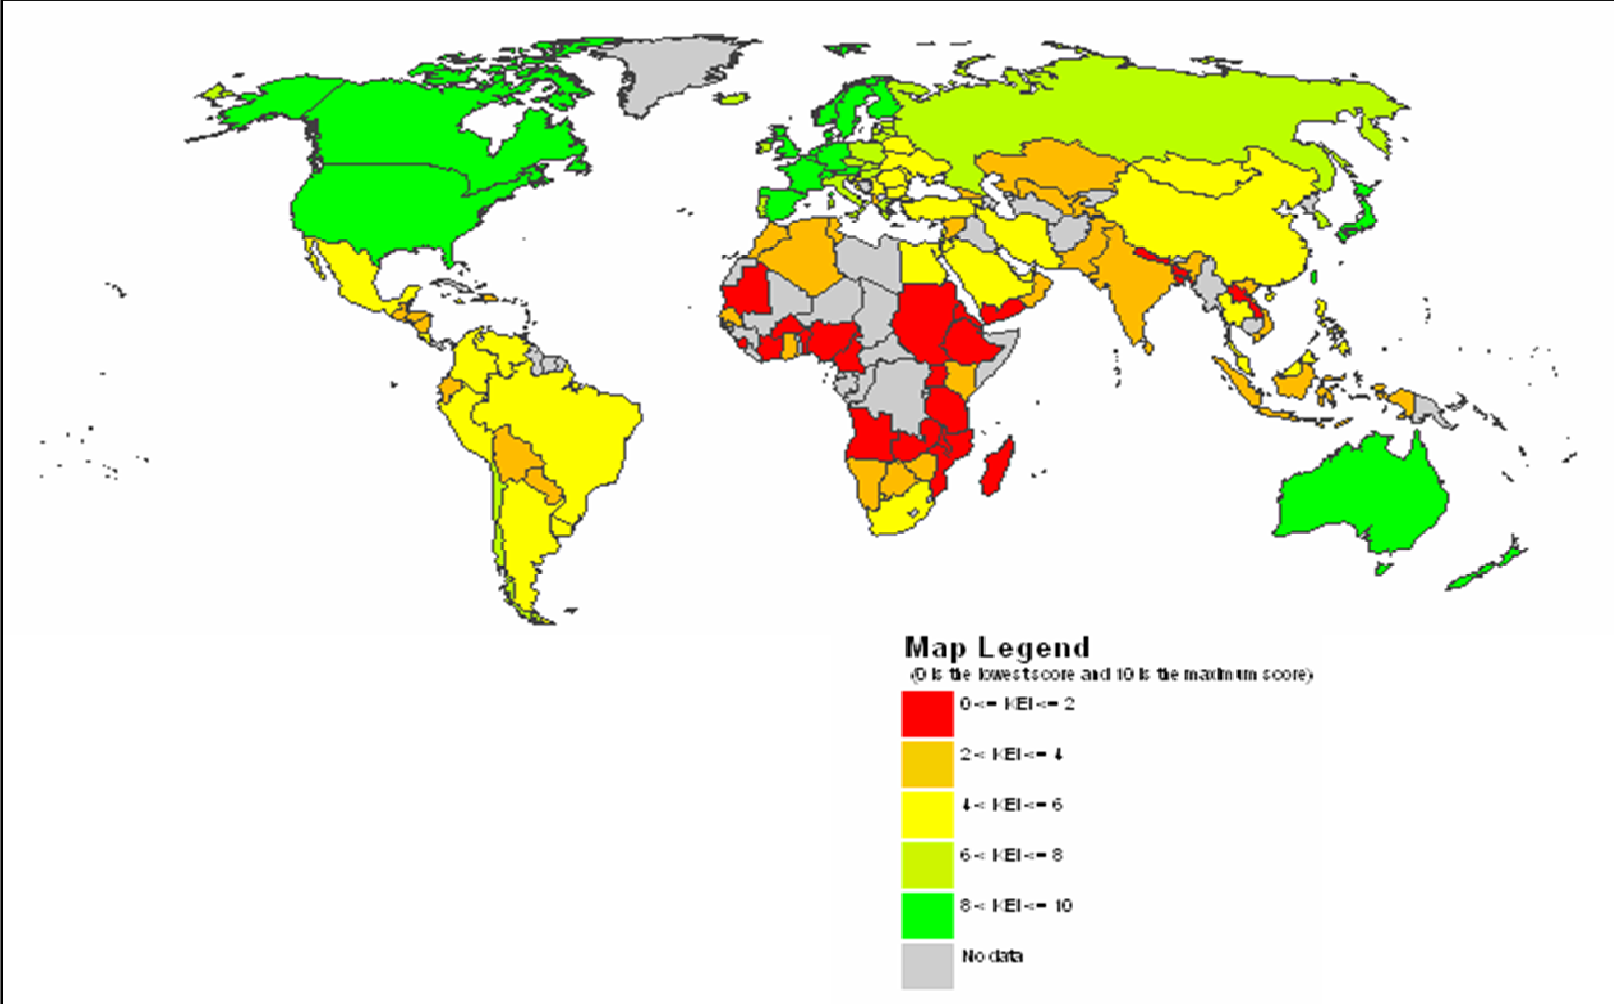 Map Legend
(0 is the lowest score and 10 is the maximum score)
0 <= KEI <= 2
2 < KEI <= 4
4 < KEI <= 6
6 < KEI <= 8
8 < KEI <= 10
No data